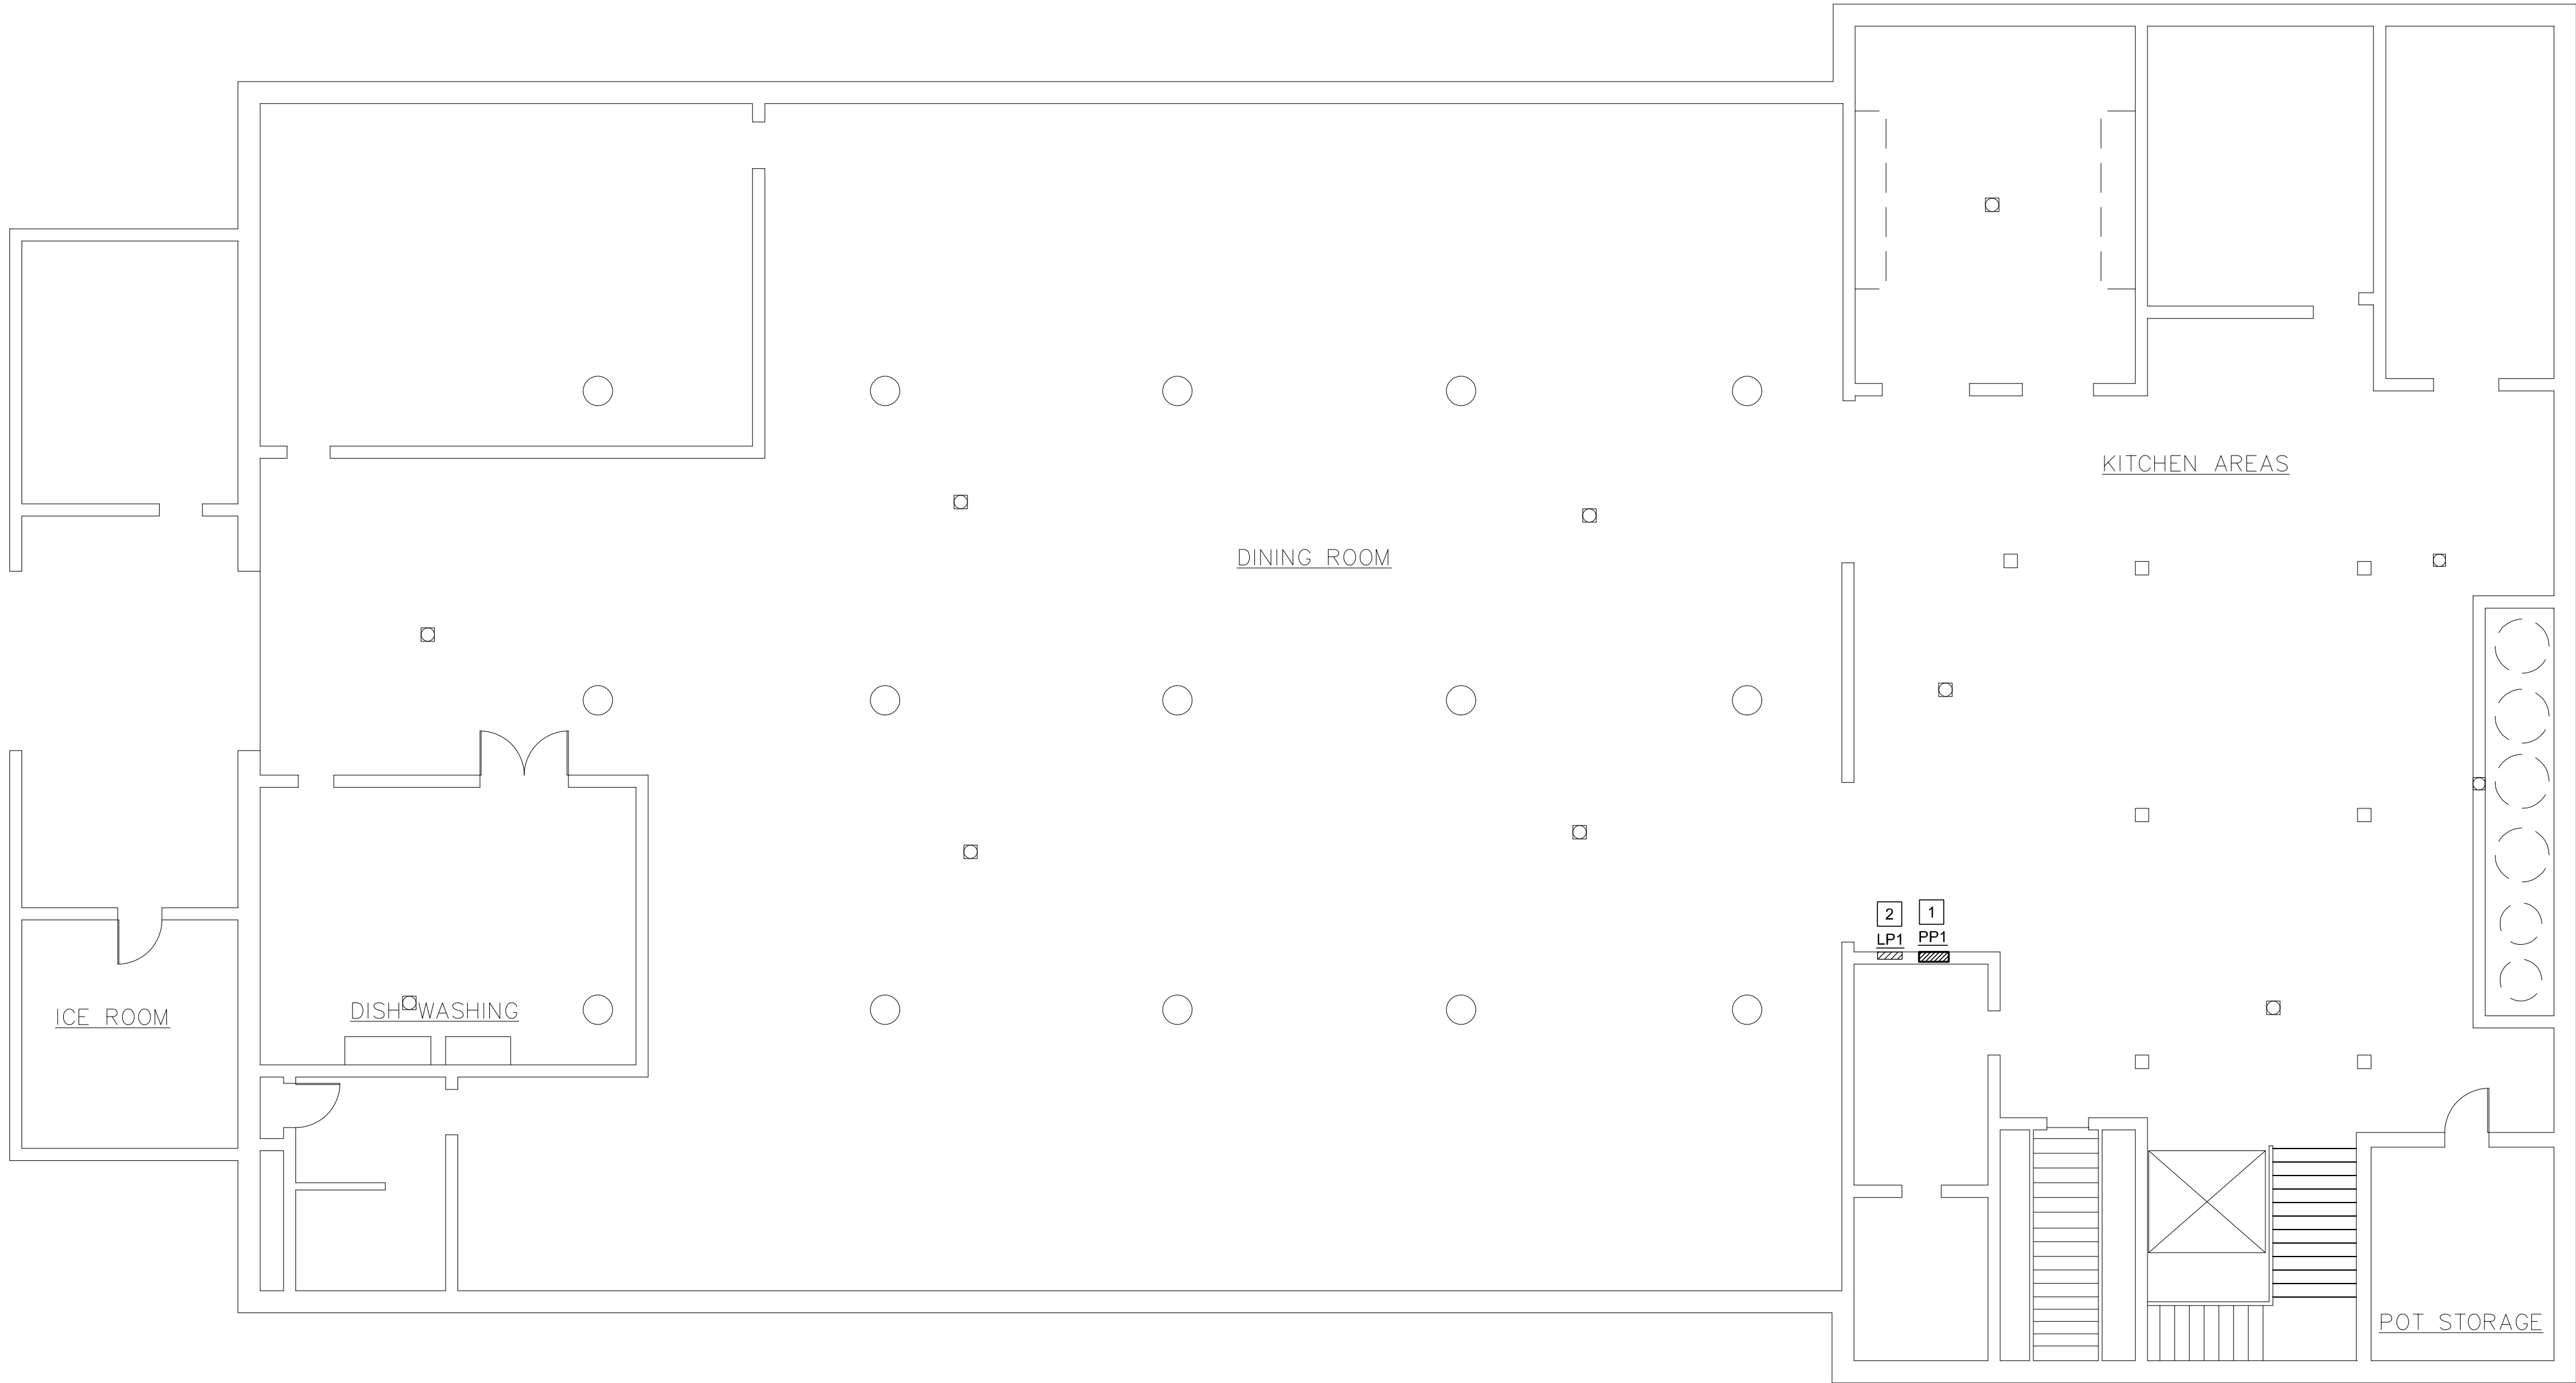 KITCHEN AREAS
DINING ROOM
2 1
LP1 PP1
ICE ROOM
DISH WASHING
POT STORAGE